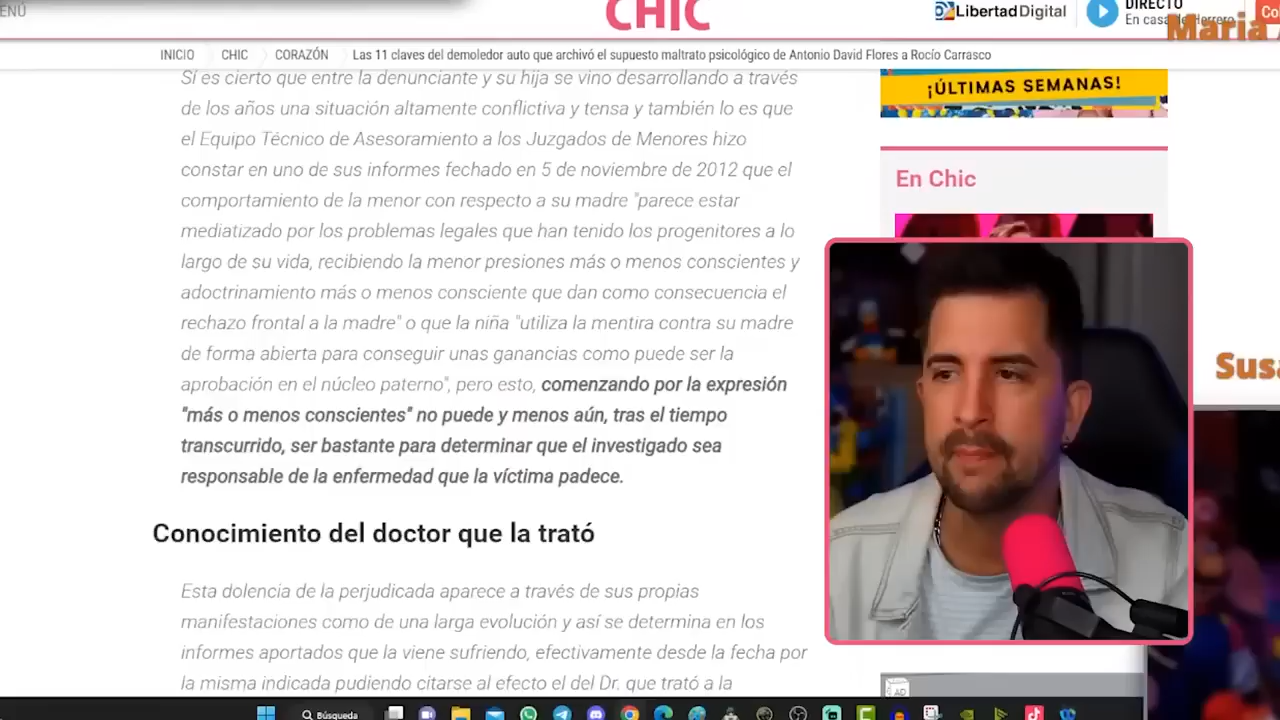 ENÚ
CHIC
LibertadDigital
DIRECTO
En casa de Herrero
Maria
INICIO CHIC CORAZÓN Las 11 claves del demoledor auto que archivó el supuesto maltrato psicológico de Antonio David Flores a Rocío Carrasco
Sí es cierto que entre la denunciante y su hija se vino desarrollando a través
de los años una situación altamente conflictiva y tensa y también lo es que
el Equipo Técnico de Asesoramiento a los Juzgados de Menores hizo
constar en uno de sus informes fechado en 5 de noviembre de 2012 que el
comportamiento de la menor con respecto a su madre "parece estar
mediatizado por los problemas legales que han tenido los progenitores a lo
largo de su vida, recibiendo la menor presiones más o menos conscientes y
adoctrinamiento más o menos consciente que dan como consecuencia el
rechazo frontal a la madre" o que la niña "utiliza la mentira contra su madre
de forma abierta para conseguir unas ganancias como puede ser la
aprobación en el núcleo paterno", pero esto, comenzando por la expresión
"más o menos conscientes" no puede y menos aún, tras el tiempo
transcurrido, ser bastante para determinar que el investigado sea
responsable de la enfermedad que la víctima padece.
Conocimiento del doctor que la trató
Esta dolencía de la perjudicada aparece a través de sus propias
manifestaciones como de una larga evolución y así se determina en los
informes aportados que la viene sufriendo, efectivamente desde la fecha por
la misma indicada pudiendo citarse al efecto el del Dr. que trató a la
¡ÚLTIMAS SEMANAS!
En Chic
Susa
AD
Búsqueda